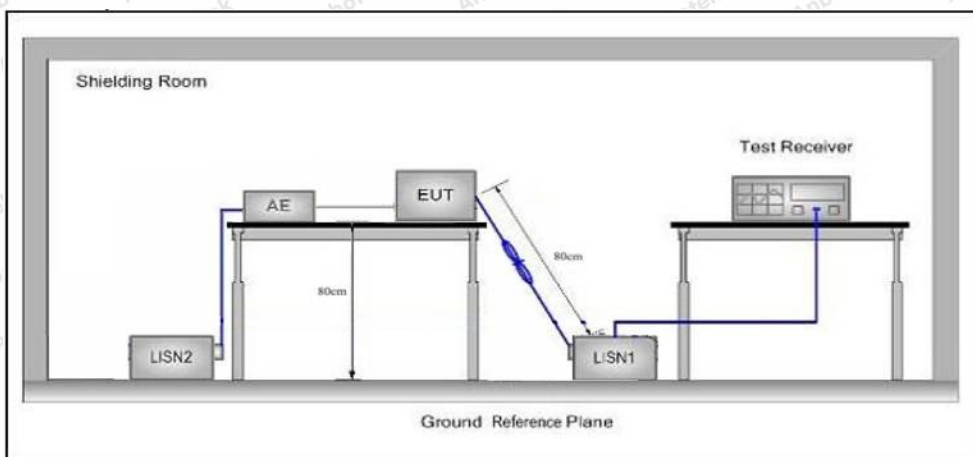 Shielding Room
Test Receiver
EUT
AE
80cm
80cm
LISN2
LISN1
Ground Reference Plane